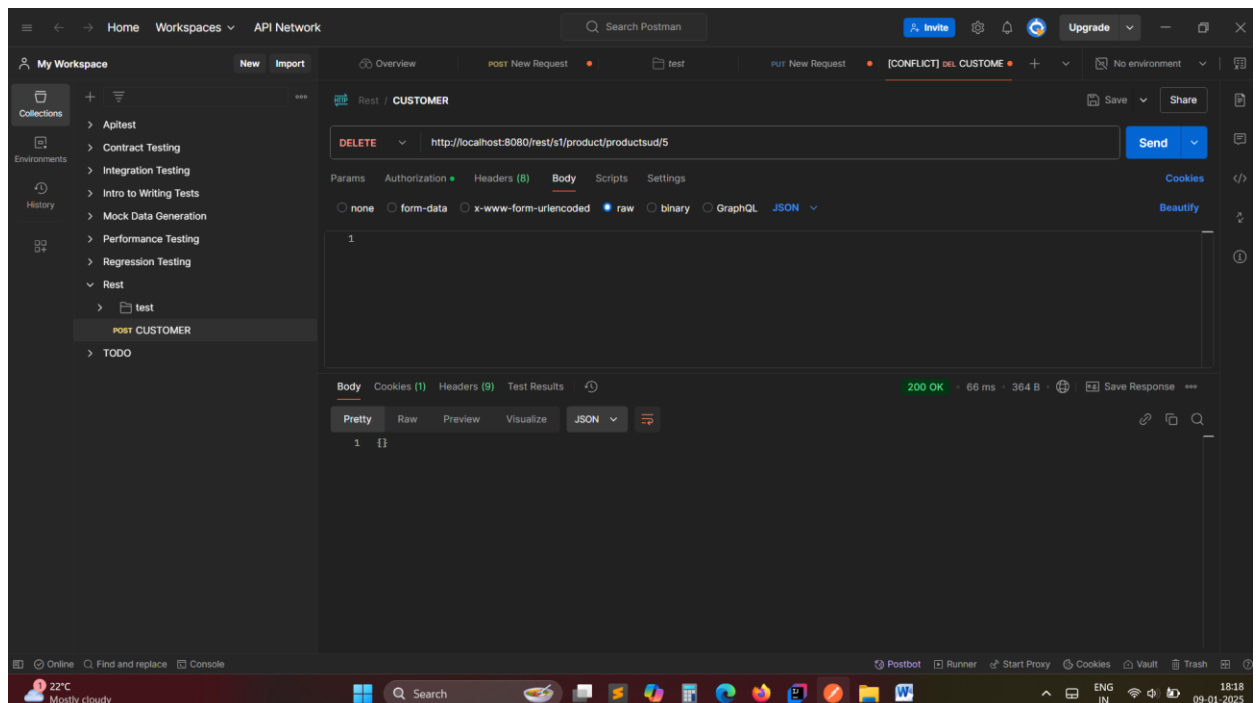 Home Workspaces API Network Search Postman Invite Upgrade
My Workspace New Import Overview POST New Request test PUT New Request [CONFLICT] DEL CUSTOME No environment
Collections
Environments
History
Apitest
Contract Testing
Integration Testing
Intro to Writing Tests
Mock Data Generation
Performance Testing
Regression Testing
Rest
test
POST CUSTOMER
TODO
HTTP Rest / CUSTOMER Save Share
DELETE http://localhost:8080/rest/s1/product/productsud/5 Send
Params Authorization Headers (8) Body Scripts Settings Cookies
none form-data x-www-form-urlencoded raw binary GraphQL JSON Beautify
1
Body Cookies (1) Headers (9) Test Results 200 OK 66 ms 364 B Save Response
Pretty Raw Preview Visualize JSON
1 {}
Online Find and replace Console Postbot Runner Start Proxy Cookies Vault Trash
1 22°C
Mostly cloudy
Search
ENG
IN
18:18
09-01-2025